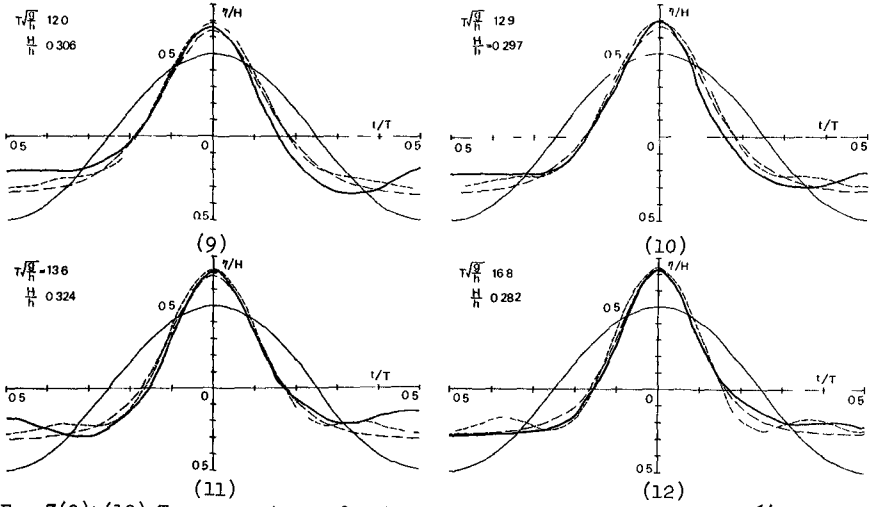 T√g/h 12.0
H/h 0.306
η/H
0.5
t/T
0.5
0
0.5
0.5
(9)
T√g/h 12.9
H/h =0.297
η/H
0.5
t/T
0.5
0
0.5
0.5
(10)
T√g/h =13.6
H/h 0.324
η/H
0.5
t/T
0.5
0
0.5
0.5
(11)
T√g/h 16.8
H/h 0.282
η/H
0.5
t/T
0.5
0
0.5
0.5
(12)